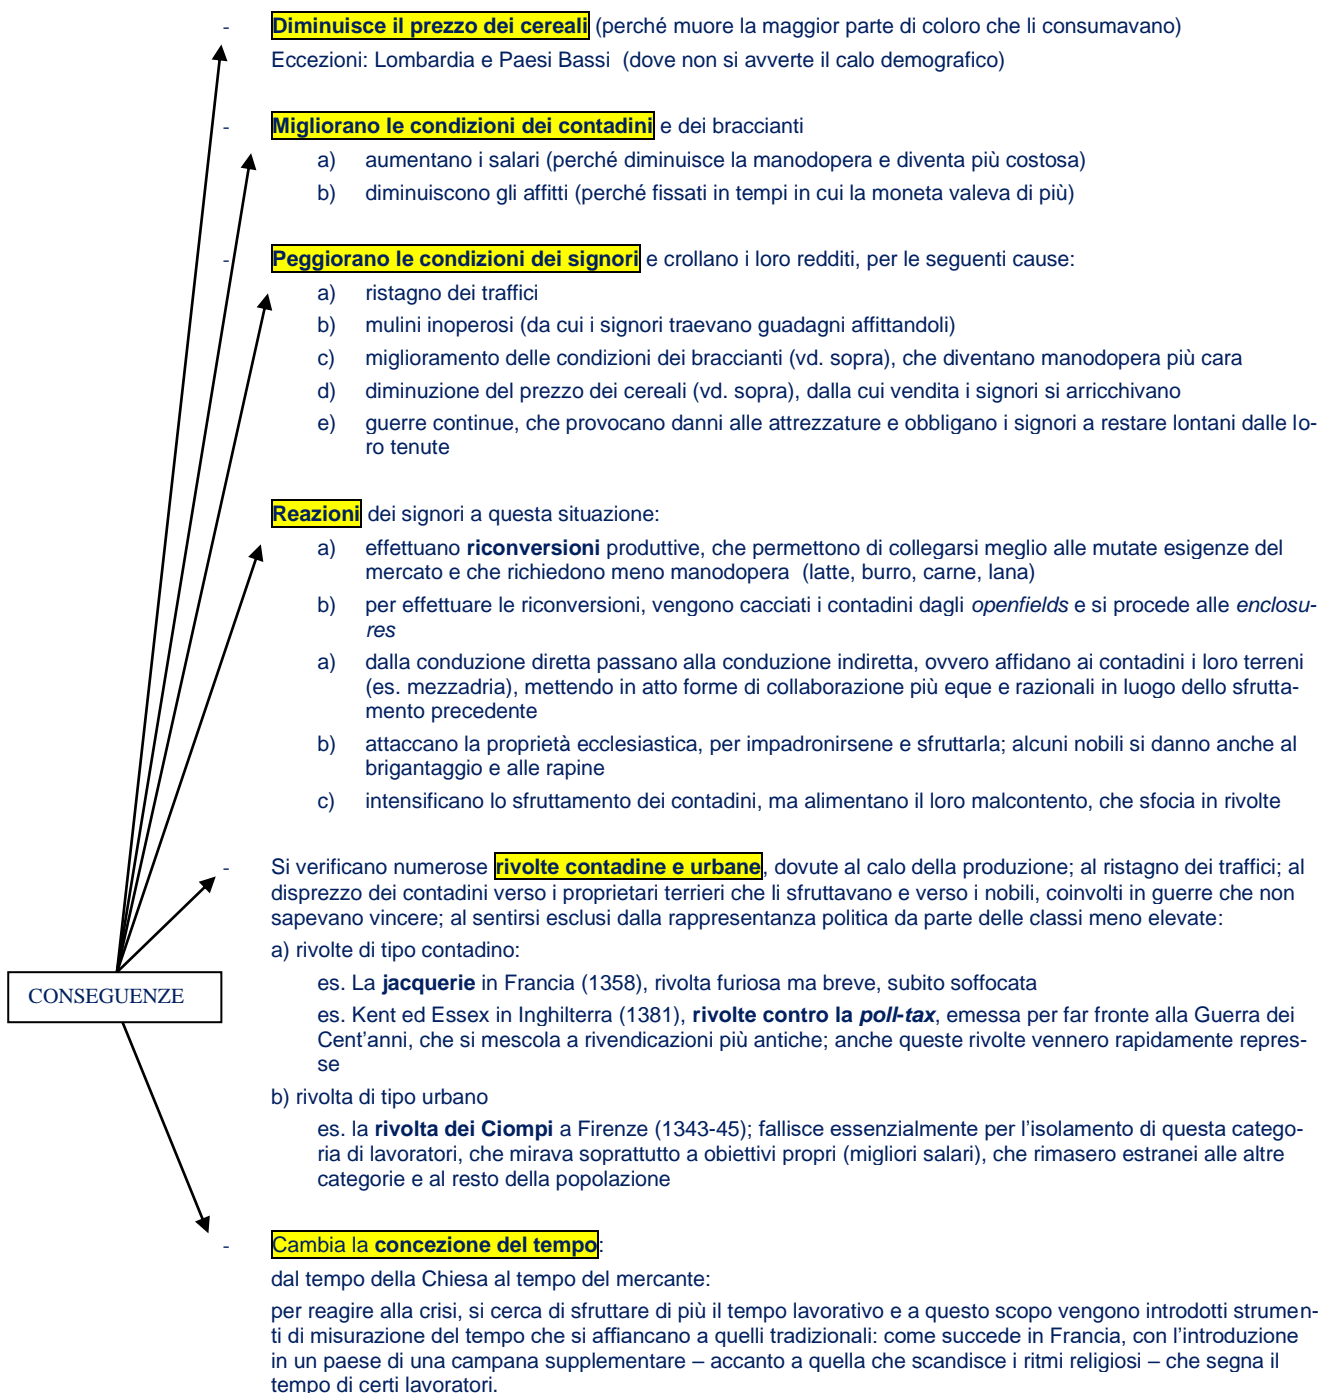 - Diminuisce il prezzo dei cereali (perché muore la maggior parte di coloro che li consumavano)
Eccezioni: Lombardia e Paesi Bassi (dove non si avverte il calo demografico)
- Migliorano le condizioni dei contadini e dei braccianti
a) aumentano i salari (perché diminuisce la manodopera e diventa più costosa)
b) diminuiscono gli affitti (perché fissati in tempi in cui la moneta valeva di più)
- Peggiorano le condizioni dei signori e crollano i loro redditi, per le seguenti cause:
a) ristagno dei traffici
b) mulini inoperosi (da cui i signori traevano guadagni affittandoli)
c) miglioramento delle condizioni dei braccianti (vd. sopra), che diventano manodopera più cara
d) diminuzione del prezzo dei cereali (vd. sopra), dalla cui vendita i signori si arricchivano
e) guerre continue, che provocano danni alle attrezzature e obbligano i signori a restare lontani dalle lo-
ro tenute
Reazioni dei signori a questa situazione:
a) effettuano riconversioni produttive, che permettono di collegarsi meglio alle mutate esigenze del
mercato e che richiedono meno manodopera (latte, burro, carne, lana)
b) per effettuare le riconversioni, vengono cacciati i contadini dagli openfields e si procede alle enclosu-
res
a) dalla conduzione diretta passano alla conduzione indiretta, ovvero affidano ai contadini i loro terreni
(es. mezzadria), mettendo in atto forme di collaborazione più eque e razionali in luogo dello sfrutta-
mento precedente
b) attaccano la proprietà ecclesiastica, per impadronirsene e sfruttarla; alcuni nobili si danno anche al
brigantaggio e alle rapine
c) intensificano lo sfruttamento dei contadini, ma alimentano il loro malcontento, che sfocia in rivolte
- Si verificano numerose rivolte contadine e urbane, dovute al calo della produzione; al ristagno dei traffici; al
disprezzo dei contadini verso i proprietari terrieri che li sfruttavano e verso i nobili, coinvolti in guerre che non
sapevano vincere; al sentirsi esclusi dalla rappresentanza politica da parte delle classi meno elevate:
a) rivolte di tipo contadino:
es. La jacquerie in Francia (1358), rivolta furiosa ma breve, subito soffocata
CONSEGUENZE
es. Kent ed Essex in Inghilterra (1381), rivolte contro la poll-tax, emessa per far fronte alla Guerra dei
Cent'anni, che si mescola a rivendicazioni più antiche; anche queste rivolte vennero rapidamente repres-
se
b) rivolta di tipo urbano
es. la rivolta dei Ciompi a Firenze (1343-45); fallisce essenzialmente per l'isolamento di questa catego-
ria di lavoratori, che mirava soprattutto a obiettivi propri (migliori salari), che rimasero estranei alle altre
categorie e al resto della popolazione
- Cambia la concezione del tempo:
dal tempo della Chiesa al tempo del mercante:
per reagire alla crisi, si cerca di sfruttare di più il tempo lavorativo e a questo scopo vengono introdotti strumen-
ti di misurazione del tempo che si affiancano a quelli tradizionali: come succede in Francia, con l'introduzione
in un paese di una campana supplementare – accanto a quella che scandisce i ritmi religiosi – che segna il
tempo di certi lavoratori.